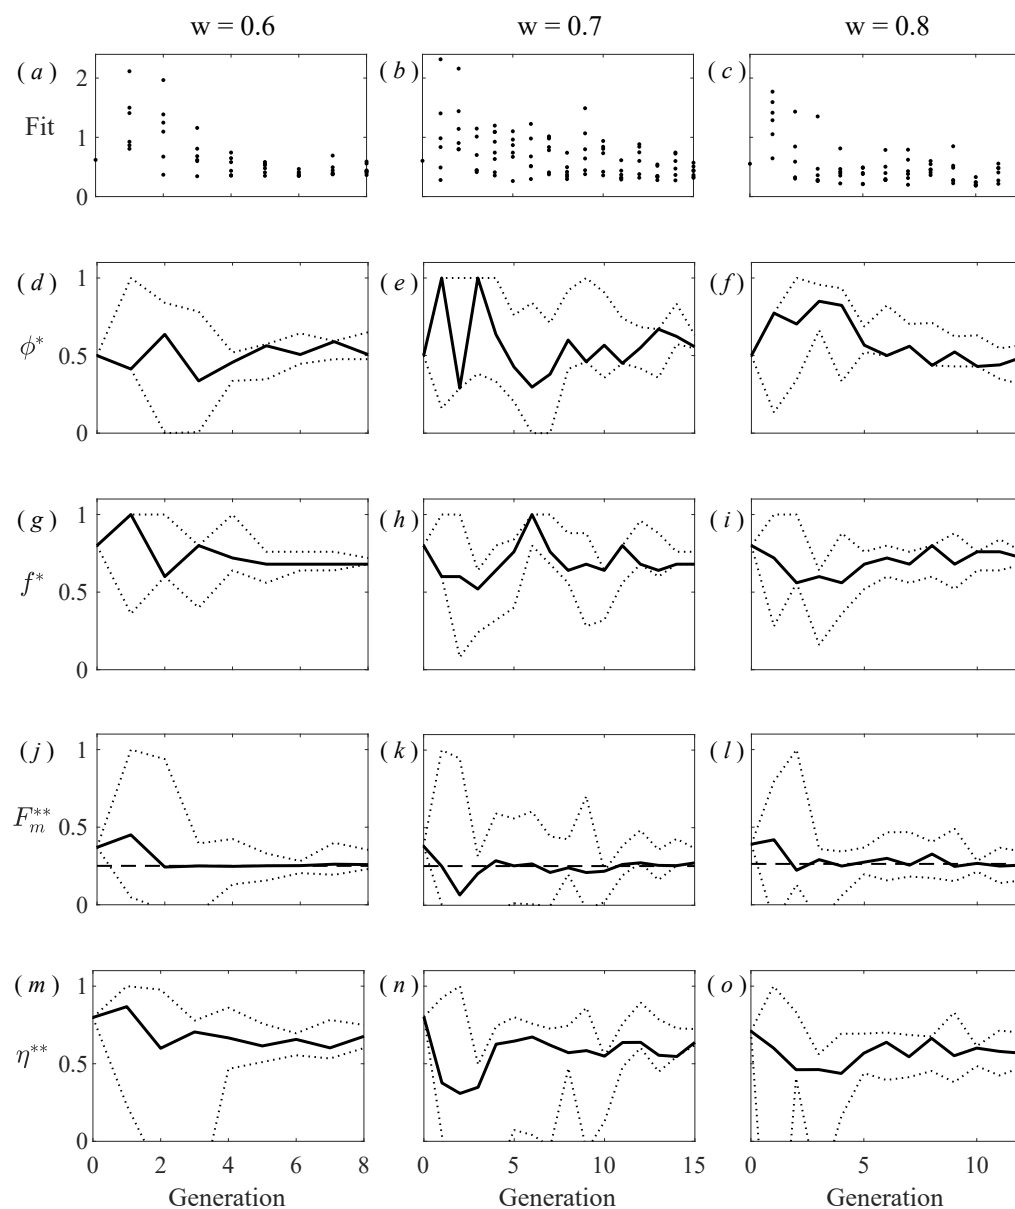 w = 0.6 w = 0.7 w = 0.8
(a) (b) (c)
2
Fit 1
0
(d) (e) (f)
1
ϕ* 0.5
0
(g) (h) (i)
1
f* 0.5
0
(j) (k) (l)
1
F_m** 0.5
0
(m) (n) (o)
1
η** 0.5
0
0 2 4 6 8 0 5 10 15 0 5 10
Generation Generation Generation